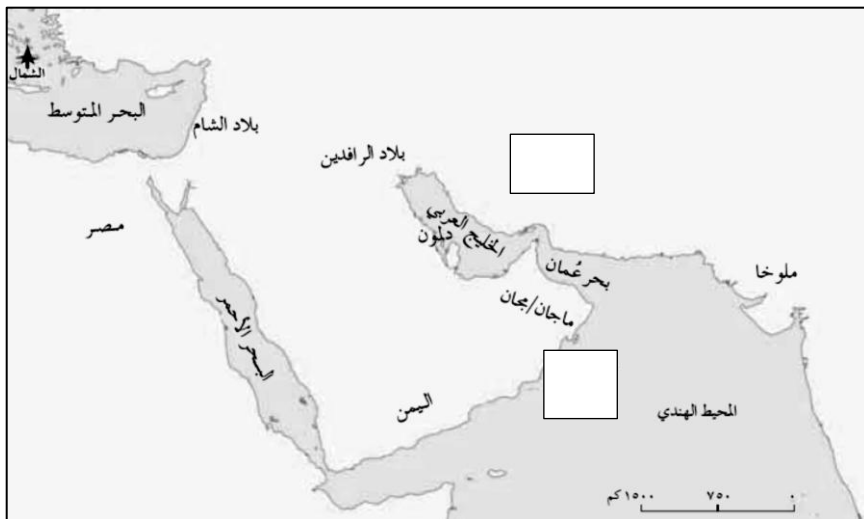 الشمال
البحر المتوسط
بلاد الشام
بلاد الرافدين
مصر
الخليج العربي
دلمون
بحر عُمان
ملوخا
ماجان/مجان
البحر الأحمر
اليمن
المحيط الهندي
١٥٠٠ كم ٧٥٠ ٠